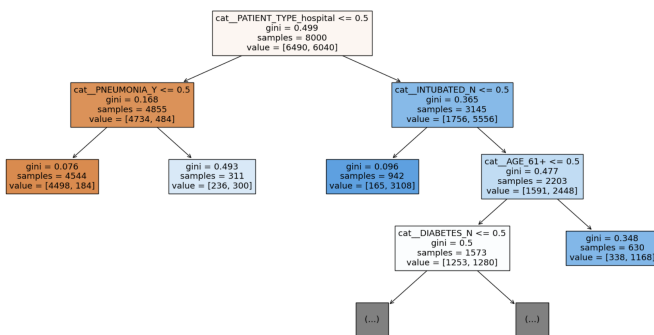 cat__PATIENT_TYPE_hospital <= 0.5
gini = 0.499
samples = 8000
value = [6490, 6040]
cat__PNEUMONIA_Y <= 0.5
gini = 0.168
samples = 4855
value = [4734, 484]
cat__INTUBATED_N <= 0.5
gini = 0.365
samples = 3145
value = [1756, 5556]
gini = 0.076
samples = 4544
value = [4498, 184]
gini = 0.493
samples = 311
value = [236, 300]
gini = 0.096
samples = 942
value = [165, 3108]
cat__AGE_61+ <= 0.5
gini = 0.477
samples = 2203
value = [1591, 2448]
cat__DIABETES_N <= 0.5
gini = 0.5
samples = 1573
value = [1253, 1280]
gini = 0.348
samples = 630
value = [338, 1168]
(...)
(...)